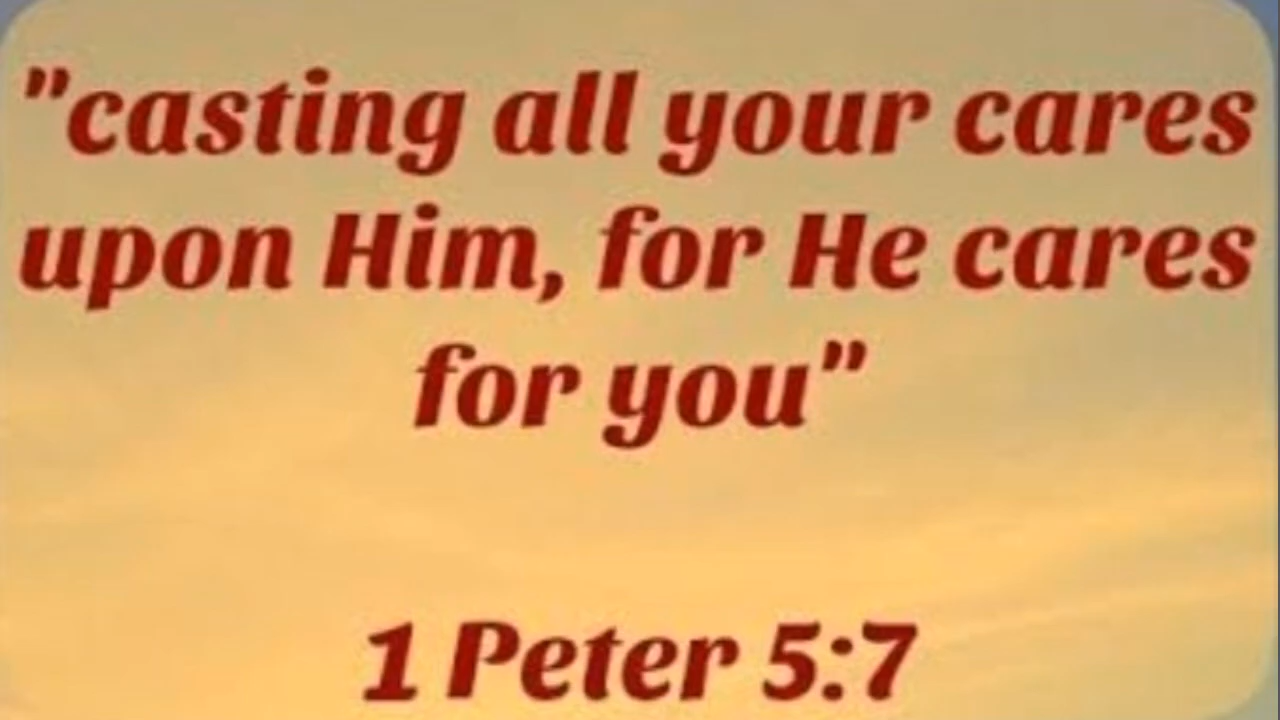 "casting all your cares
upon Him, for He cares
for you"
1 Peter 5:7